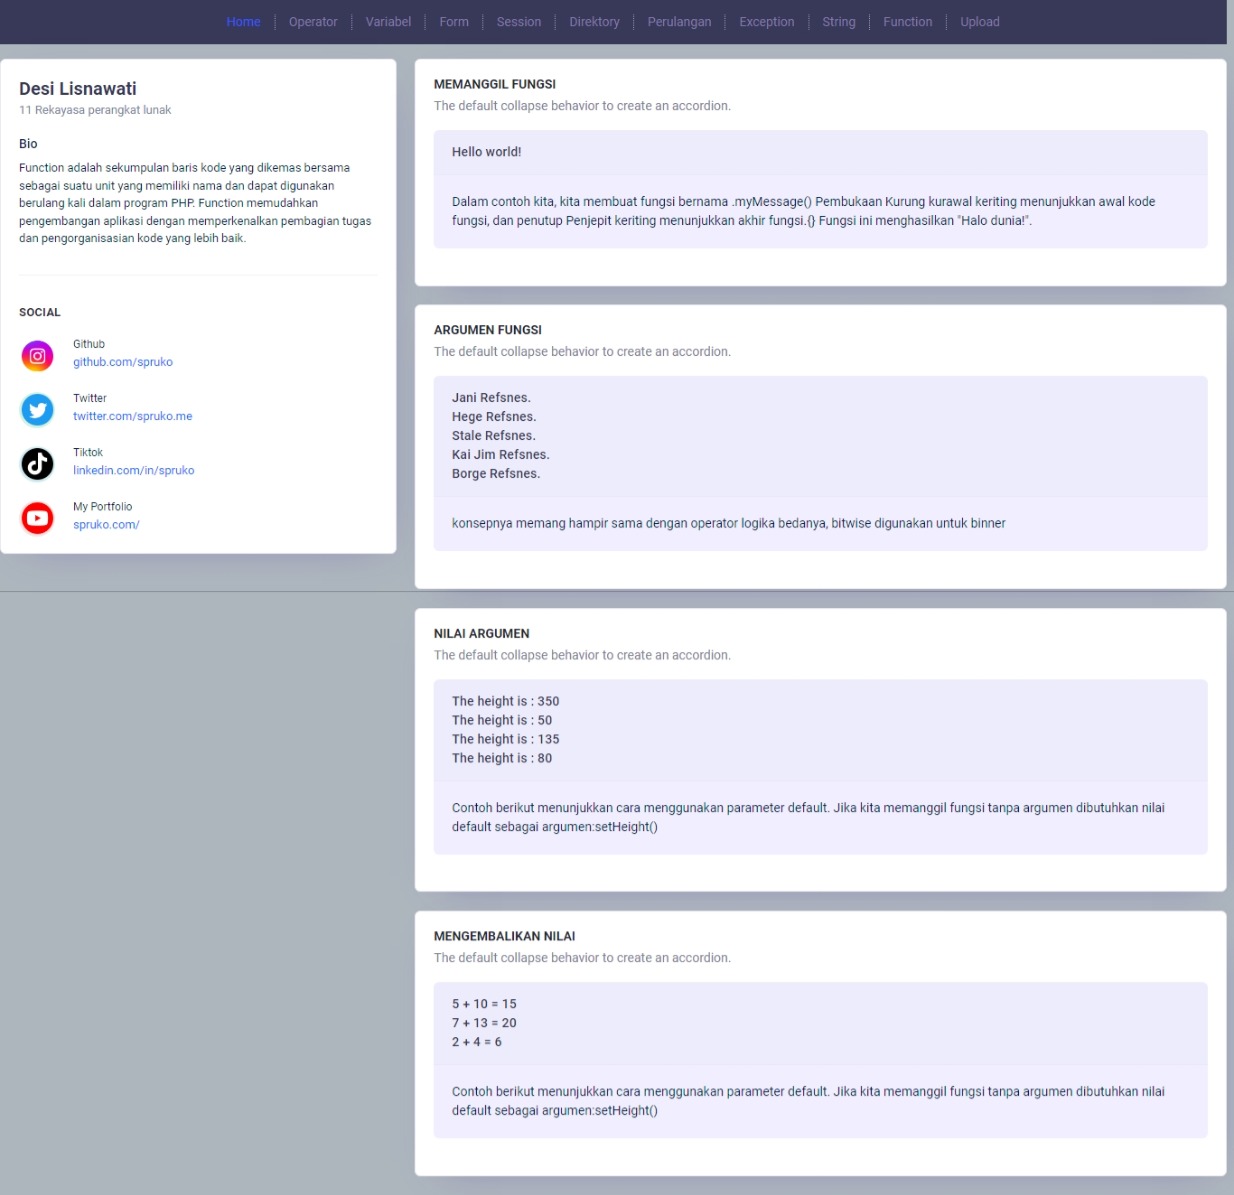 Home Operator Variabel Form Session Direktory Perulangan Exception String Function Upload
Desi Lisnawati
11 Rekayasa perangkat lunak
Bio
Function adalah sekumpulan baris kode yang dikemas bersama
sebagai suatu unit yang memiliki nama dan dapat digunakan
berulang kali dalam program PHP. Function memudahkan
pengembangan aplikasi dengan memperkenalkan pembagian tugas
dan pengorganisasian kode yang lebih baik.
SOCIAL
Github
github.com/spruko
Twitter
twitter.com/spruko.me
Tiktok
linkedin.com/in/spruko
My Portfolio
spruko.com/
MEMANGGIL FUNGSI
The default collapse behavior to create an accordion.
Hello world!
Dalam contoh kita, kita membuat fungsi bernama .myMessage() Pembukaan Kurung kurawal keriting menunjukkan awal kode
fungsi, dan penutup Penjepit keriting menunjukkan akhir fungsi.{} Fungsi ini menghasilkan "Halo dunia!".
ARGUMEN FUNGSI
The default collapse behavior to create an accordion.
Jani Refsnes.
Hege Refsnes.
Stale Refsnes.
Kai Jim Refsnes.
Borge Refsnes.
konsepnya memang hampir sama dengan operator logika bedanya, bitwise digunakan untuk binner
NILAI ARGUMEN
The default collapse behavior to create an accordion.
The height is : 350
The height is : 50
The height is : 135
The height is : 80
Contoh berikut menunjukkan cara menggunakan parameter default. Jika kita memanggil fungsi tanpa argumen dibutuhkan nilai
default sebagai argumen:setHeight()
MENGEMBALIKAN NILAI
The default collapse behavior to create an accordion.
5 + 10 = 15
7 + 13 = 20
2 + 4 = 6
Contoh berikut menunjukkan cara menggunakan parameter default. Jika kita memanggil fungsi tanpa argumen dibutuhkan nilai
default sebagai argumen:setHeight()